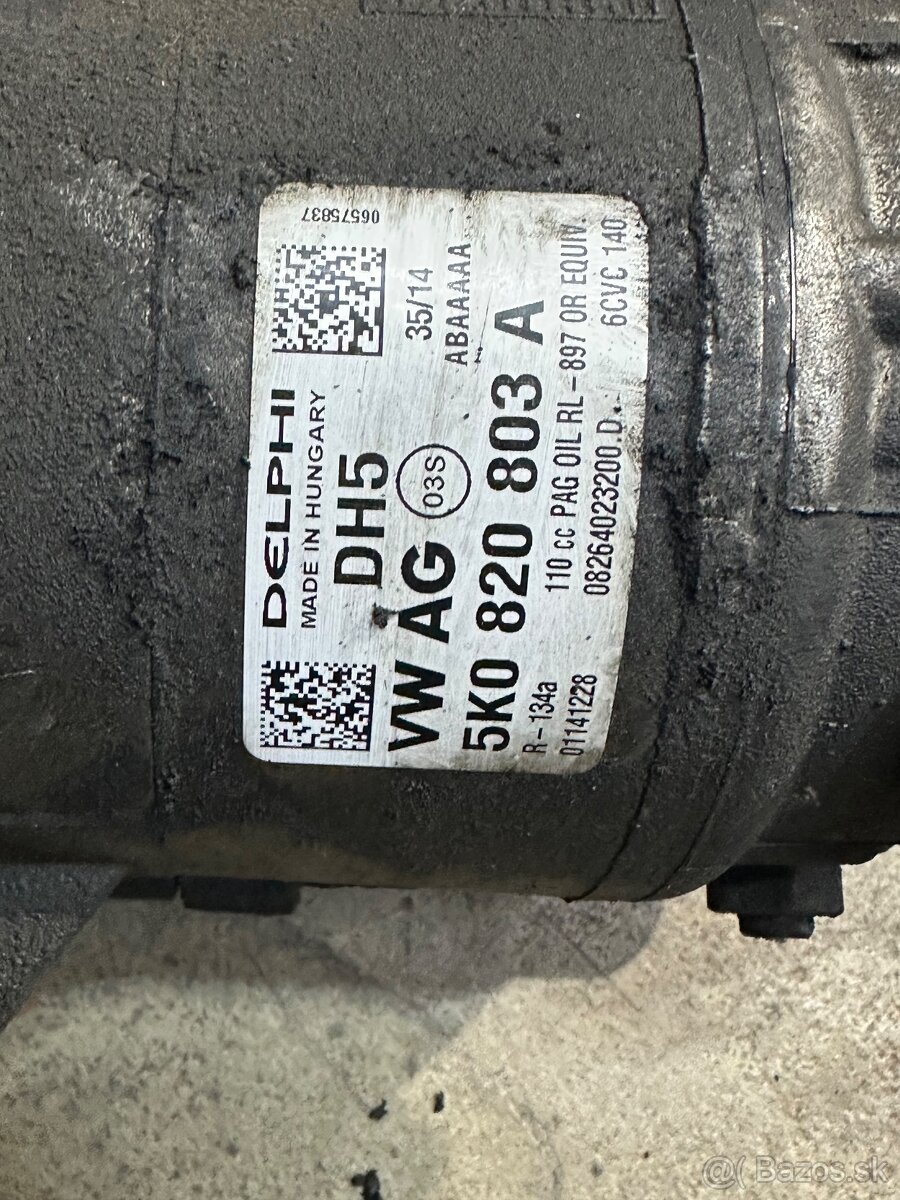 DELPHI
MADE IN HUNGARY
06575837
DH5
35/14
VW AG
03S
ABAAAAAA
5K0 820 803 A
R-134a
110 cc PAG OIL RL-897 OR EQUIV.
01141228
08264023200.D..
6CVC 140
@( Bazos.sk